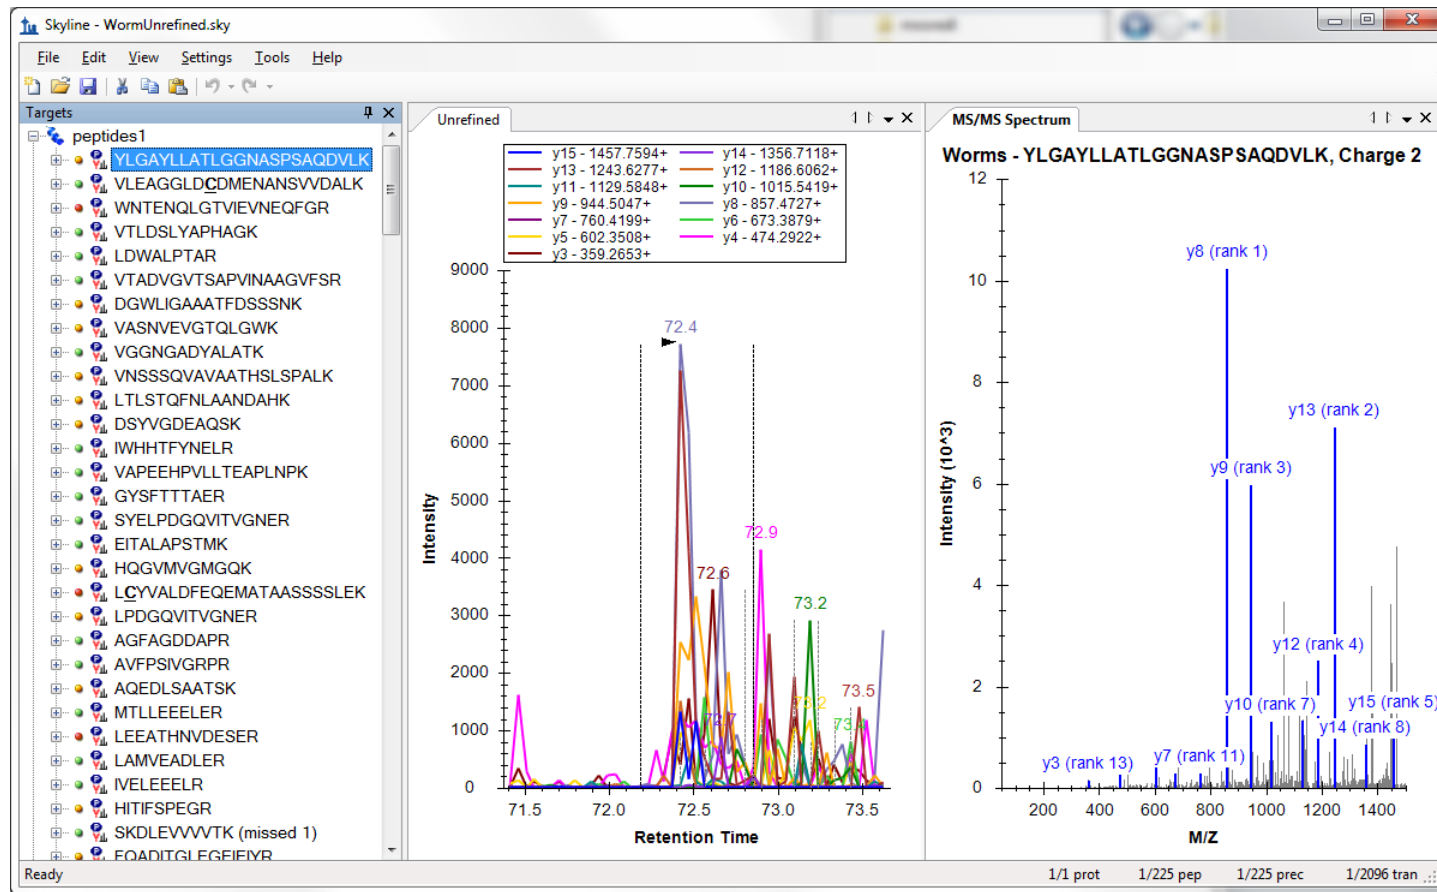 Skyline - WormUnrefined.sky
File Edit View Settings Tools Help
Targets
peptides1
YLGAYLLATLGGNASPSAQDVLK
VLEAGGLDCDMENANSVVDALK
WNTENQLGTVIEVNEQFGR
VTLDSLYAPHAGK
LDWALPTAR
VTADVGVTSAPVINAAGVFSR
DGWLIGAAATFDSSSNK
VASNVEVGTQLGWK
VGGNGADYALATK
VNSSSQVAVAATHSLSPALK
LTLSTQFNLAANDAHK
DSYVGDEAQSK
IWHHTFYNELR
VAPEEHPVLLTEAPLNPK
GYSFTTTAER
SYELPDGQVITVGNER
EITALAPSTMK
HQGVMVGMGQK
LCYVALDFEQEMATAASSSSLEK
LPDGQVITVGNER
AGFAGDDAPR
AVFPSIVGRPR
AQEDLSAATSK
MTLLEEELER
LEEATHNVDESER
LAMVEADLER
IVELEEELR
HITIFSPEGR
SKDLEVVVVTK (missed 1)
EQADITGLEGEIEIYR
Unrefined
y15 - 1457.7594+ y14 - 1356.7118+
y13 - 1243.6277+ y12 - 1186.6062+
y11 - 1129.5848+ y10 - 1015.5419+
y9 - 944.5047+ y8 - 857.4727+
y7 - 760.4199+ y6 - 673.3879+
y5 - 602.3508+ y4 - 474.2922+
y3 - 359.2653+
9000
8000
7000
6000
5000
4000
3000
2000
1000
0
Intensity
72.4
72.9
72.6
73.2
73.2
72.7
73.5
71.5 72.0 72.5 73.0 73.5
Retention Time
MS/MS Spectrum
Worms - YLGAYLLATLGGNASPSAQDVLK, Charge 2
12
10
8
6
4
2
0
Intensity (10^3)
y8 (rank 1)
y13 (rank 2)
y9 (rank 3)
y12 (rank 4)
y15 (rank 5)
y10 (rank 7)
y14 (rank 8)
y7 (rank 11)
y3 (rank 13)
200 400 600 800 1000 1200 1400
M/Z
Ready
1/1 prot 1/225 pep 1/225 prec 1/2096 tran